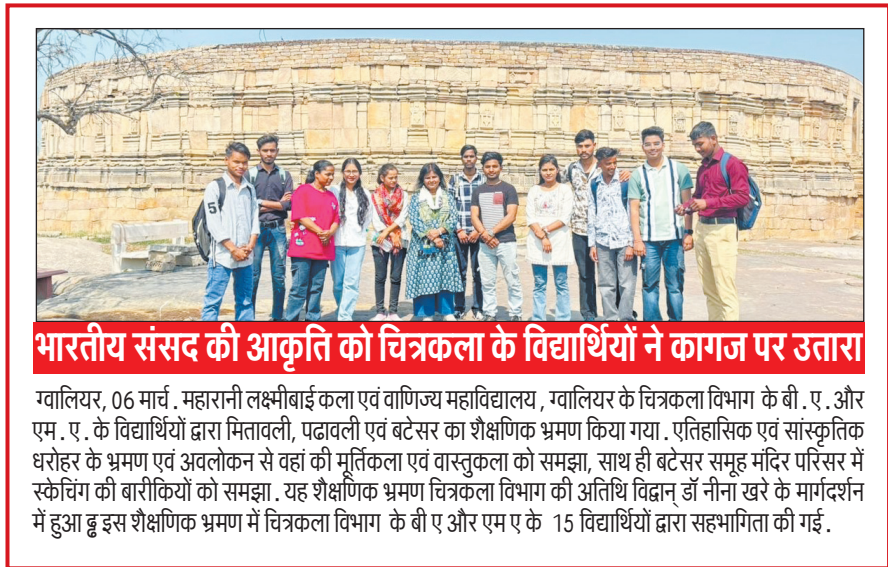 भारतीय संसद की आकृति को चित्रकला के विद्यार्थियों ने कागज पर उतारा
ग्वालियर, 06 मार्च . महारानी लक्ष्मीबाई कला एवं वाणिज्य महाविद्यालय , ग्वालियर के चित्रकला विभाग के बी . ए . और
एम . ए . के विद्यार्थियों द्वारा मितावली, पढावली एवं बटेसर का शैक्षणिक भ्रमण किया गया . एतिहासिक एवं सांस्कृतिक
धरोहर के भ्रमण एवं अवलोकन से वहां की मूर्तिकला एवं वास्तुकला को समझा, साथ ही बटेसर समूह मंदिर परिसर में
स्केचिंग की बारीकियों को समझा . यह शैक्षणिक भ्रमण चित्रकला विभाग की अतिथि विद्वान् डॉ नीना खरे के मार्गदर्शन
में हुआ ढ्ढ इस शैक्षणिक भ्रमण में चित्रकला विभाग के बी ए और एम ए के 15 विद्यार्थियों द्वारा सहभागिता की गई .